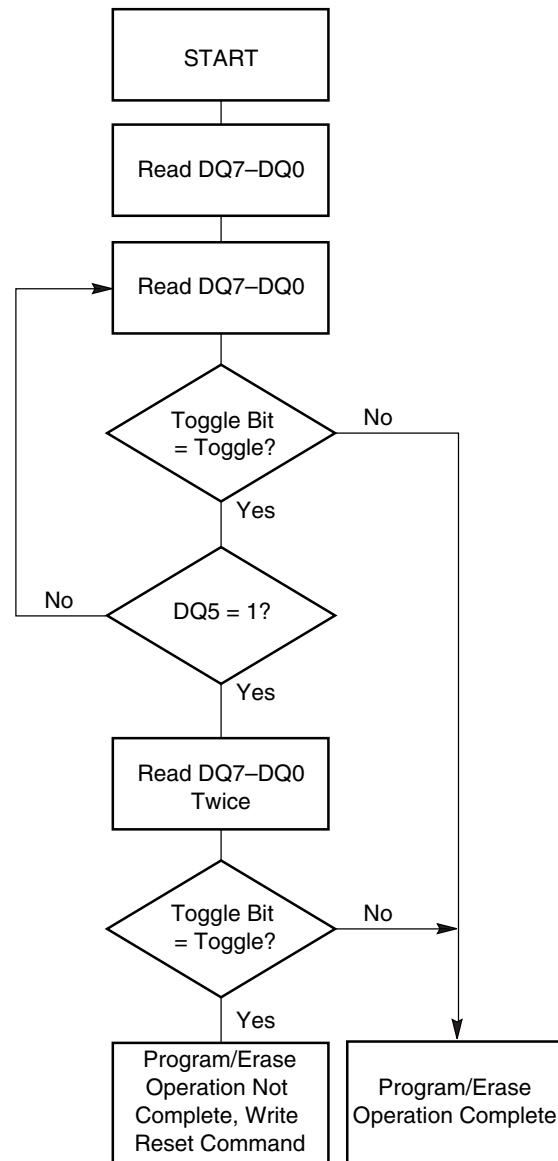 START
Read DQ7–DQ0
Read DQ7–DQ0
Toggle Bit
= Toggle?
No
Yes
No
DQ5 = 1?
Yes
Read DQ7–DQ0
Twice
Toggle Bit
= Toggle?
No
Yes
Program/Erase
Operation Not
Complete, Write
Reset Command
Program/Erase
Operation Complete